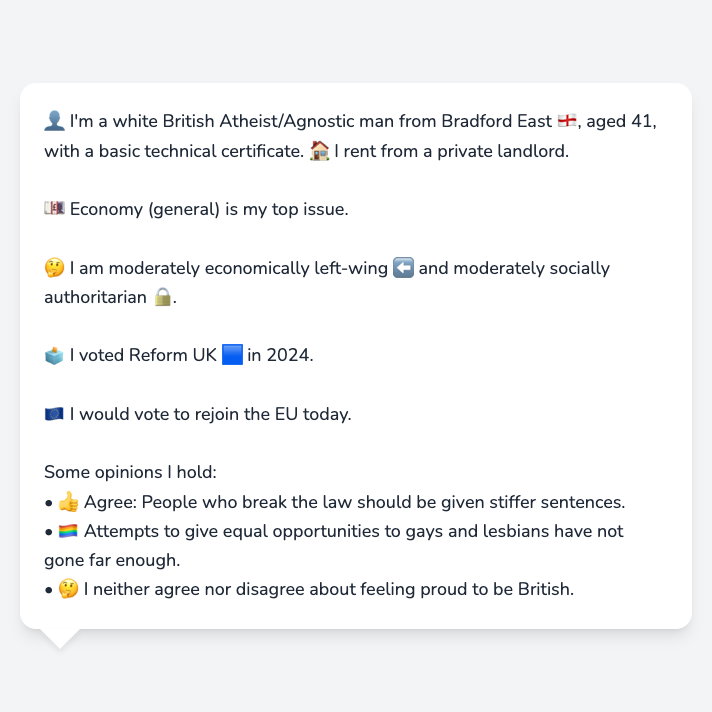 👤 I'm a white British Atheist/Agnostic man from Bradford East 🏴󠁧󠁢󠁥󠁮󠁧󠁿, aged 41,
with a basic technical certificate. 🏠 I rent from a private landlord.
💷 Economy (general) is my top issue.
🤔 I am moderately economically left-wing ⬅️ and moderately socially
authoritarian 🔒.
🗳️ I voted Reform UK 🟦 in 2024.
🇪🇺 I would vote to rejoin the EU today.
Some opinions I hold:
• 👍 Agree: People who break the law should be given stiffer sentences.
• 🏳️‍🌈 Attempts to give equal opportunities to gays and lesbians have not
gone far enough.
• 🤔 I neither agree nor disagree about feeling proud to be British.